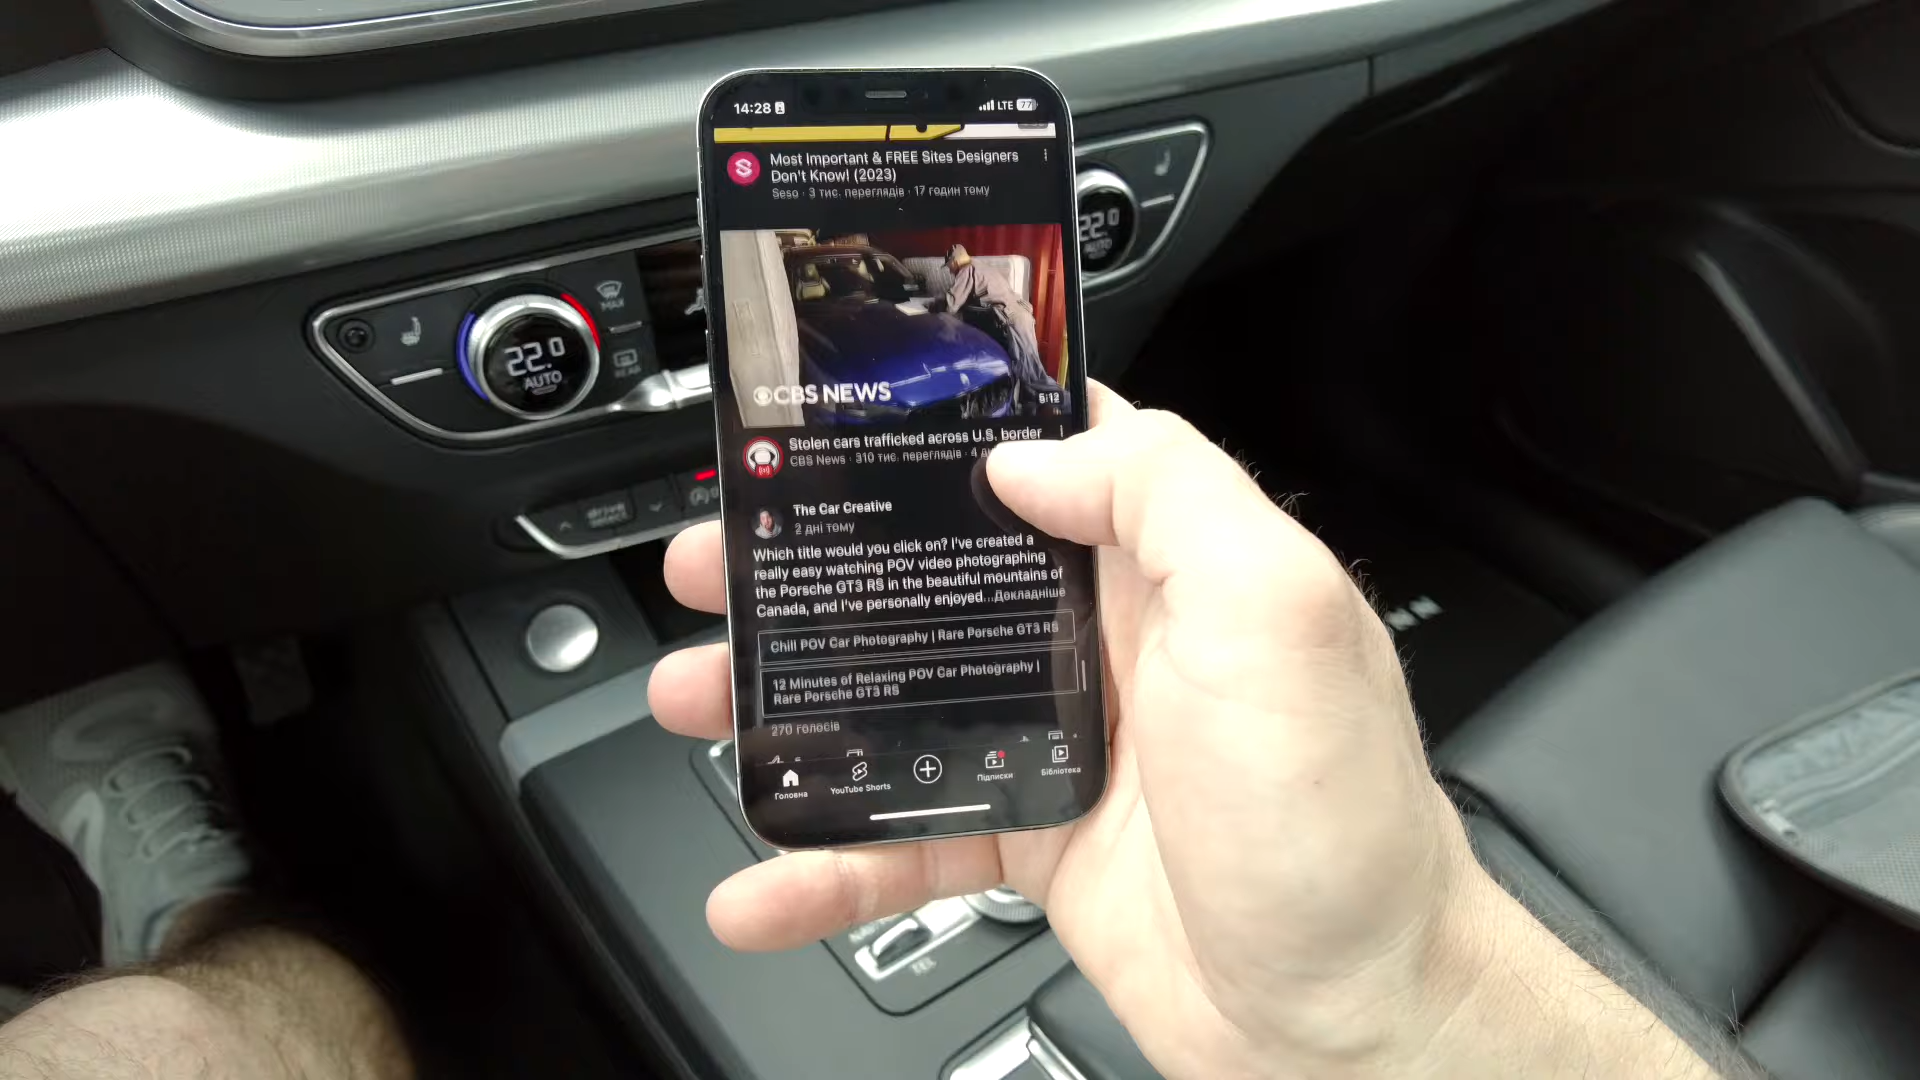 14:28
LTE 77
Most Important & FREE Sites Designers
Don't Know! (2023)
Seso · 3 тис. переглядів · 17 годин тому
CBS NEWS
5:12
Stolen cars trafficked across U.S. border
CBS News · 310 тис. переглядів · 4
The Car Creative
2 дні тому
Which title would you click on? I've created a
really easy watching POV video photographing
the Porsche GT3 RS in the beautiful mountains of
Canada, and I've personally enjoyed...Докладніше
Chill POV Car Photography | Rare Porsche GT3 RS
12 Minutes of Relaxing POV Car Photography |
Rare Porsche GT3 RS
270 голосів
Головна
YouTube Shorts
Підписки
Бібліотека
22.0
AUTO
MAX
REAR
22.0
AUTO
drive
select